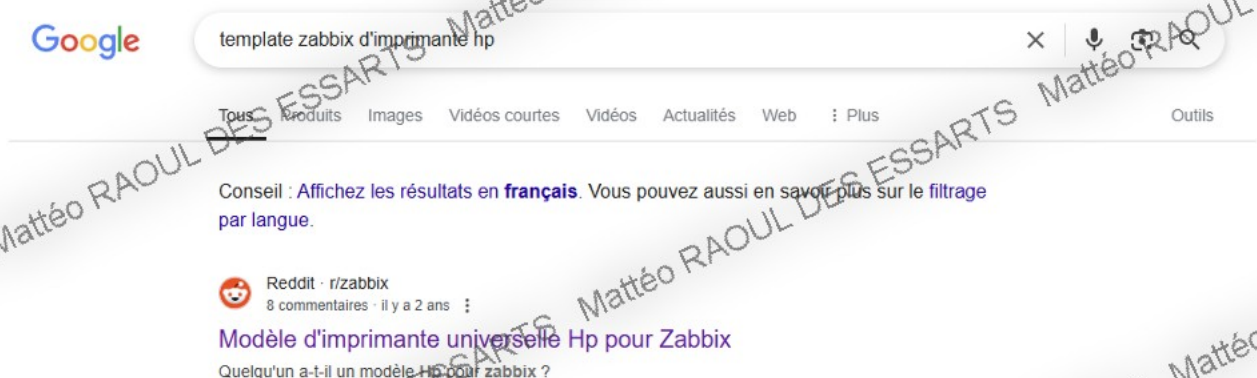 Google
template zabbix d'imprimante hp
Tous Produits Images Vidéos courtes Vidéos Actualités Web Plus Outils
Conseil : Affichez les résultats en français. Vous pouvez aussi en savoir plus sur le filtrage
par langue.
Reddit · r/zabbix
8 commentaires · il y a 2 ans
Modèle d'imprimante universelle Hp pour Zabbix
Quelqu'un a-t-il un modèle Hp pour zabbix ?
Mattéo
Mattéo RAOUL DES ESSARTS
Mattéo RAOUL
Mattéo RAOUL DES ESSARTS
ESSARTS
Mattéo